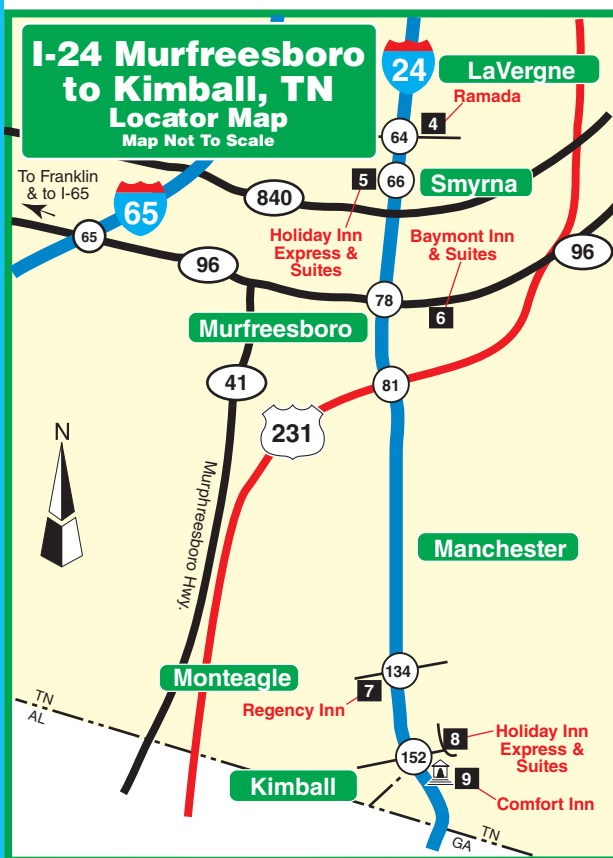 I-24 Murfreesboro
to Kimball, TN
Locator Map
Map Not To Scale
24
LaVergne
Ramada
4
64
To Franklin
& to I-65
65
840
5
66
Smyrna
65
96
Holiday Inn
Express &
Suites
Baymont Inn
& Suites
96
78
6
Murfreesboro
41
81
231
N
Murphreesboro Hwy.
Manchester
Monteagle
134
7
Regency Inn
TN
AL
152
8
Holiday Inn
Express &
Suites
Kimball
9
Comfort Inn
TN
GA